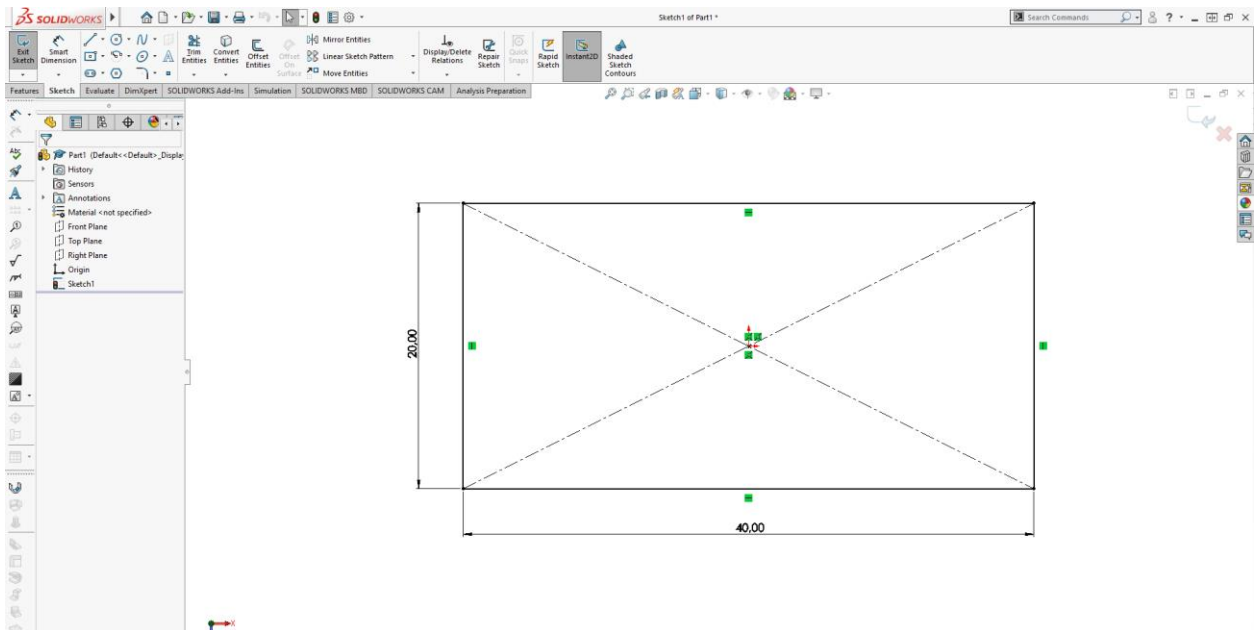 SOLIDWORKS
Sketch1 of Part1 *
Search Commands
Exit Sketch
Smart Dimension
Trim Entities
Convert Entities
Offset Entities
Offset On Surface
Mirror Entities
Linear Sketch Pattern
Move Entities
Display/Delete Relations
Repair Sketch
Quick Snaps
Rapid Sketch
Instant2D
Shaded Sketch Contours
Features Sketch Evaluate DimXpert SOLIDWORKS Add-Ins Simulation SOLIDWORKS MBD SOLIDWORKS CAM Analysis Preparation
Part1 (Default<<Default>_Display
History
Sensors
Annotations
Material <not specified>
Front Plane
Top Plane
Right Plane
Origin
Sketch1
20,00
40,00
X